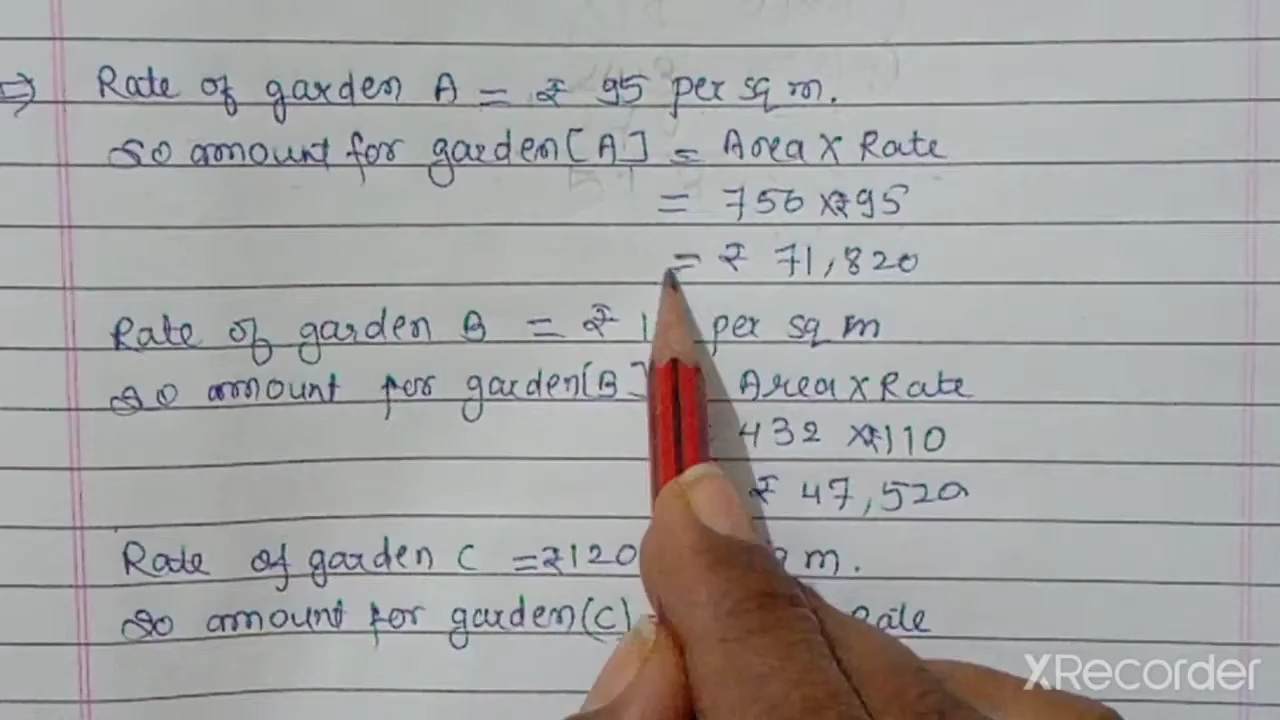 ⇒ Rate of garden A = ₹ 95 per sq m.
So amount for garden[A] = Area X Rate
= 756 X ₹95
= ₹ 71,820
Rate of garden B = ₹ 1 per sq m
So amount for garden[B] Area X Rate
432 X ₹110
₹ 47,520
Rate of garden C = ₹120 m.
So amount for garden(C) Rate
XRecorder